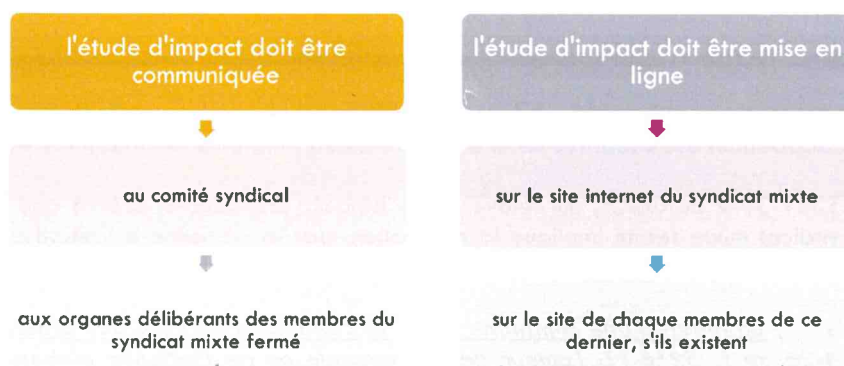 l'étude d'impact doit être
communiquée
au comité syndical
aux organes délibérants des membres du
syndicat mixte fermé
l'étude d'impact doit être mise en
ligne
sur le site internet du syndicat mixte
sur le site de chaque membres de ce
dernier, s'ils existent